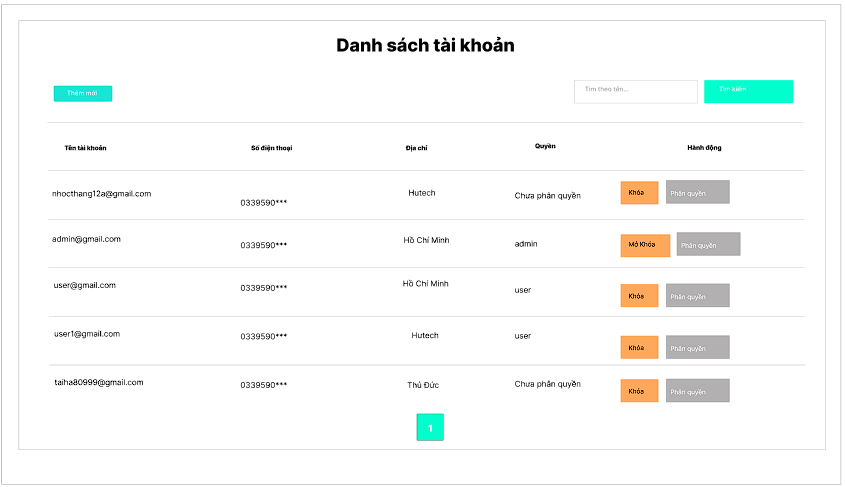 Danh sách tài khoản
Thêm mới
Tìm theo tên...
Tìm kiếm
Tên tài khoản Số điện thoại Địa chỉ Quyền Hành động
nhocthang12a@gmail.com 0339590*** Hutech Chưa phân quyền Khóa Phân quyền
admin@gmail.com 0339590*** Hồ Chí Minh admin Mở Khóa Phân quyền
user@gmail.com 0339590*** Hồ Chí Minh user Khóa Phân quyền
user1@gmail.com 0339590*** Hutech user Khóa Phân quyền
taiha80999@gmail.com 0339590*** Thủ Đức Chưa phân quyền Khóa Phân quyền
1